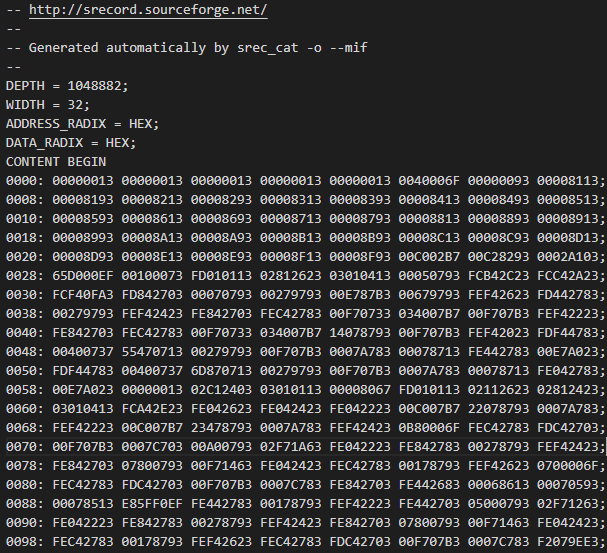 -- http://srecord.sourceforge.net/
--
-- Generated automatically by srec_cat -o --mif
--
DEPTH = 1048882;
WIDTH = 32;
ADDRESS_RADIX = HEX;
DATA_RADIX = HEX;
CONTENT BEGIN
0000: 00000013 00000013 00000013 00000013 00000013 0040006F 00000093 00008113;
0008: 00008193 00008213 00008293 00008313 00008393 00008413 00008493 00008513;
0010: 00008593 00008613 00008693 00008713 00008793 00008813 00008893 00008913;
0018: 00008993 00008A13 00008A93 00008B13 00008B93 00008C13 00008C93 00008D13;
0020: 00008D93 00008E13 00008E93 00008F13 00008F93 00C002B7 00C28293 0002A103;
0028: 65D000EF 00100073 FD010113 02812623 03010413 00050793 FCB42C23 FCC42A23;
0030: FCF40FA3 FD842703 00070793 00279793 00E787B3 00679793 FEF42623 FD442783;
0038: 00279793 FEF42423 FE842703 FEC42783 00F70733 034007B7 00F707B3 FEF42223;
0040: FE842703 FEC42783 00F70733 034007B7 14078793 00F707B3 FEF42023 FDF44783;
0048: 00400737 55470713 00279793 00F707B3 0007A783 00078713 FE442783 00E7A023;
0050: FDF44783 00400737 6D870713 00279793 00F707B3 0007A783 00078713 FE042783;
0058: 00E7A023 00000013 02C12403 03010113 00008067 FD010113 02112623 02812423;
0060: 03010413 FCA42E23 FE042623 FE042423 FE042223 00C007B7 22078793 0007A783;
0068: FEF42223 00C007B7 23478793 0007A783 FEF42423 0B80006F FEC42783 FDC42703;
0070: 00F707B3 0007C703 00A00793 02F71A63 FE042223 FE842783 00278793 FEF42423;
0078: FE842703 07800793 00F71463 FE042423 FEC42783 00178793 FEF42623 0700006F;
0080: FEC42783 FDC42703 00F707B3 0007C783 FE842703 FE442683 00068613 00070593;
0088: 00078513 E85FF0EF FE442783 00178793 FEF42223 FE442703 05000793 02F71263;
0090: FE042223 FE842783 00278793 FEF42423 FE842703 07800793 00F71463 FE042423;
0098: FEC42783 00178793 FEF42623 FEC42783 FDC42703 00F707B3 0007C783 F2079EE3;